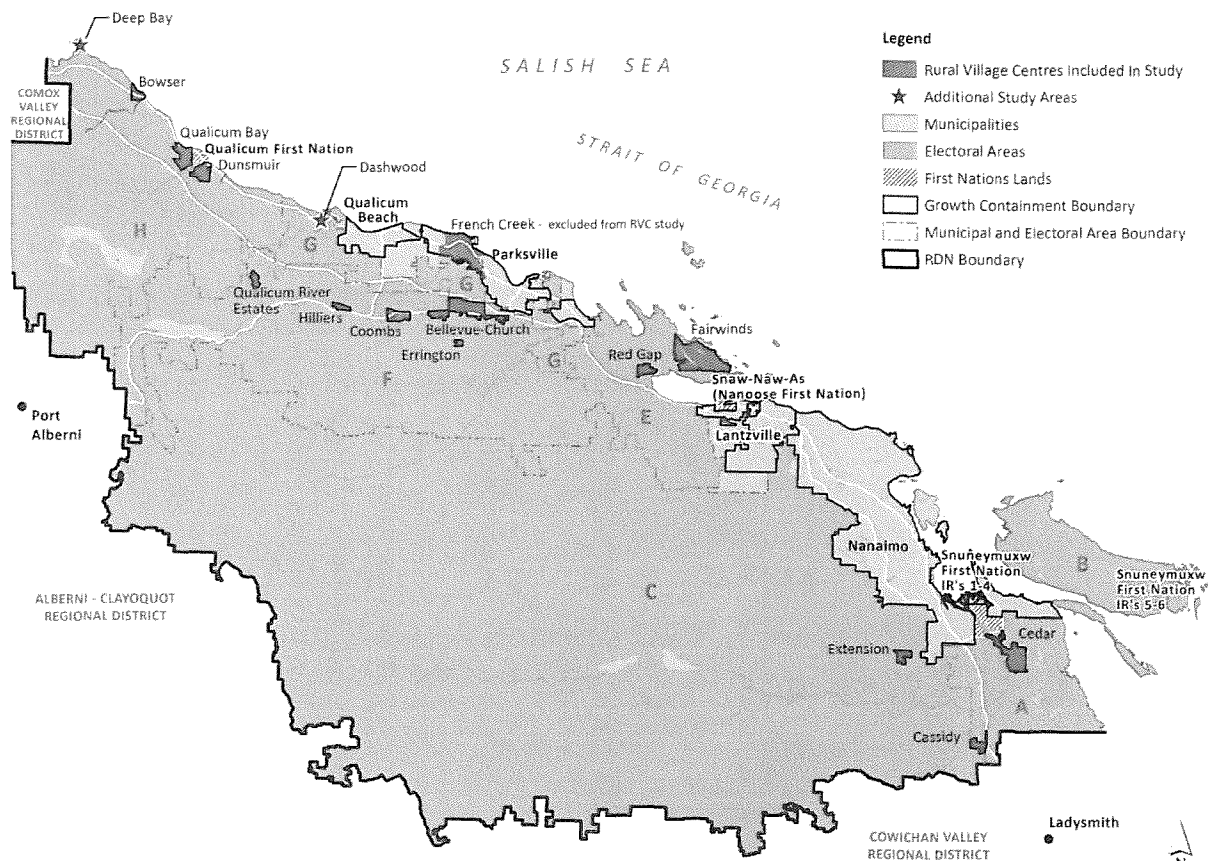 Deep Bay
SALISH SEA
Bowser
COMOX
VALLEY
REGIONAL
DISTRICT
Qualicum Bay
Qualicum First Nation
Dunsmuir
Dashwood
STRAIT OF GEORGIA
Qualicum
Beach
French Creek - excluded from RVC study
Parksville
H
G
G
Qualicum River
Estates
Hilliers
Coombs
Bellevue-Church
Errington
F
G
Red Gap
Fairwinds
Snaw-Naw-As
(Nanoose First Nation)
E
Lantzville
Port
Alberni
Nanaimo
Snuneymuxw
First Nation
IR's 1-4
B
Snuneymuxw
First Nation
IR's 5-6
C
ALBERNI - CLAYOQUOT
REGIONAL DISTRICT
Extension
Cedar
A
Cassidy
Ladysmith
COWICHAN VALLEY
REGIONAL DISTRICT
N
Legend
Rural Village Centres Included In Study
Additional Study Areas
Municipalities
Electoral Areas
First Nations Lands
Growth Containment Boundary
Municipal and Electoral Area Boundary
RDN Boundary